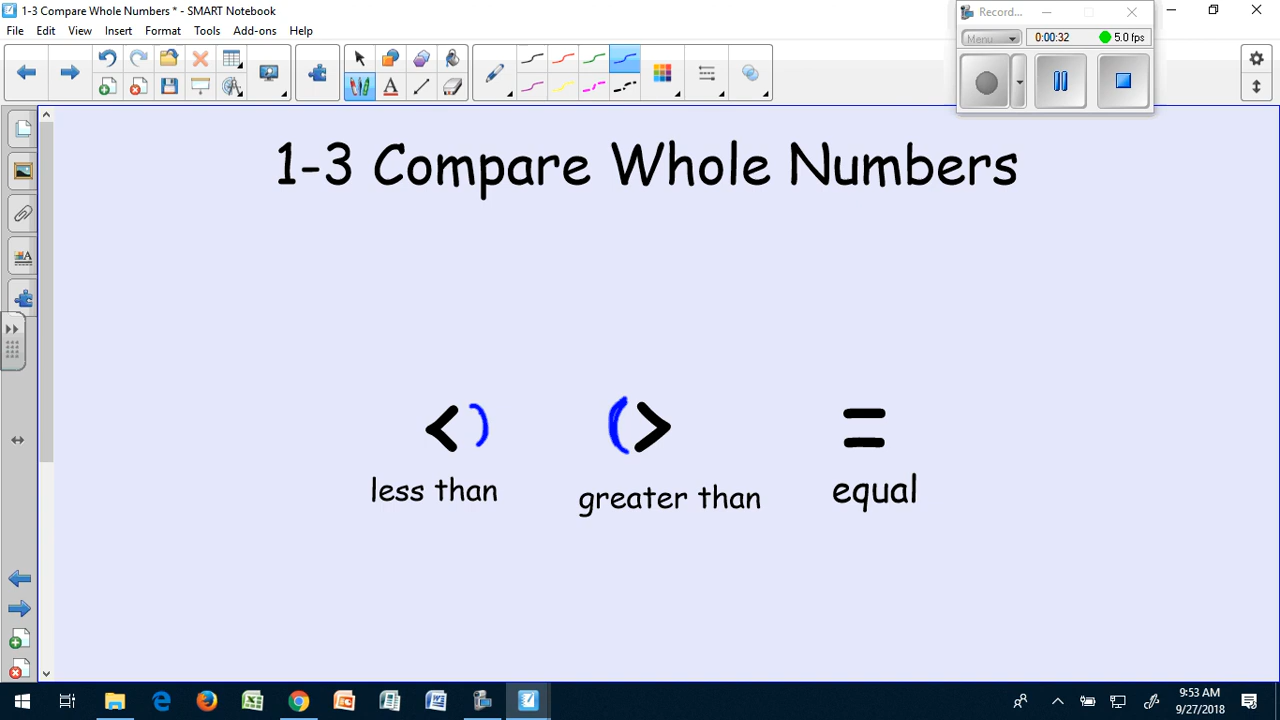 1-3 Compare Whole Numbers * - SMART Notebook
File Edit View Insert Format Tools Add-ons Help
Record...
Menu 0:00:32 5.0 fps
1-3 Compare Whole Numbers
< ) ( > =
less than greater than equal
9:53 AM
9/27/2018